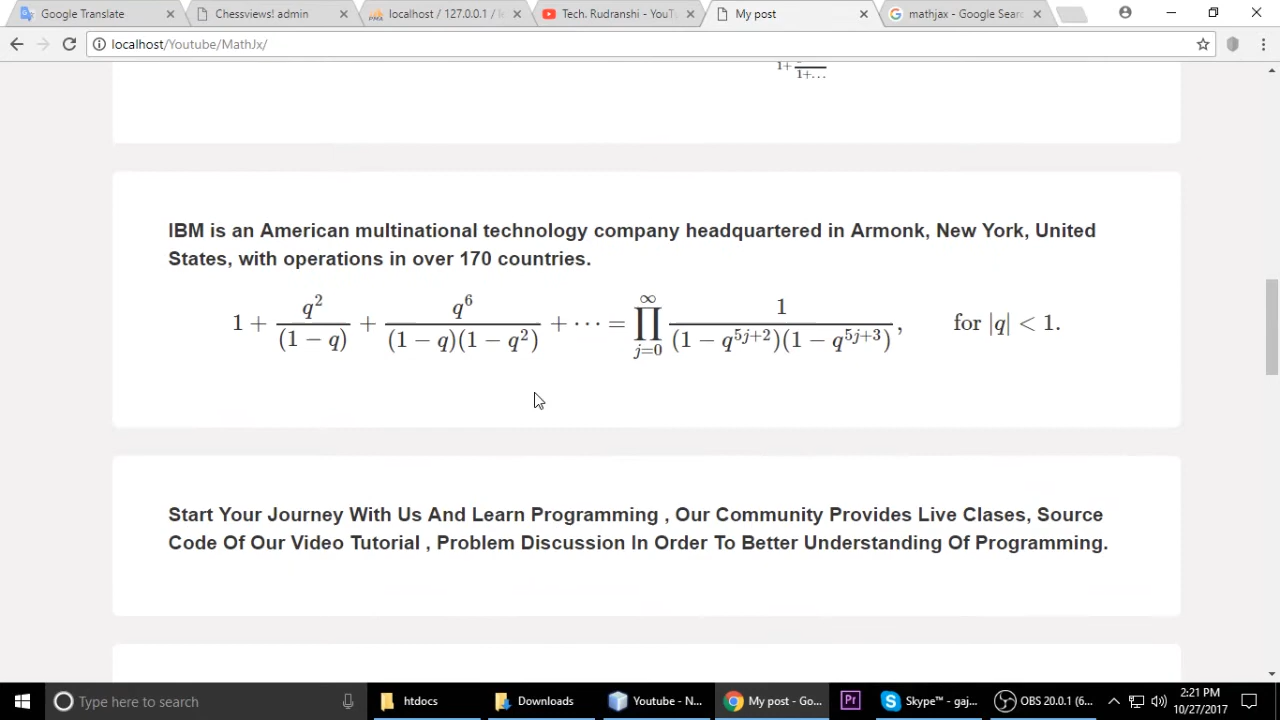 Google Translate
Chessviews! admin
localhost / 127.0.0.1 / l
Tech. Rudranshi - YouTu
My post
mathjax - Google Searc
localhost/Youtube/MathJx/
1+
1+…
IBM is an American multinational technology company headquartered in Armonk, New York, United
States, with operations in over 170 countries.
1 + q^2/(1 − q) + q^6/((1 − q)(1 − q^2)) + ⋯ = ∏_{j=0}^{∞} 1/((1 − q^{5j+2})(1 − q^{5j+3})), for |q| < 1.
Start Your Journey With Us And Learn Programming , Our Community Provides Live Clases, Source
Code Of Our Video Tutorial , Problem Discussion In Order To Better Understanding Of Programming.
Type here to search
htdocs
Downloads
Youtube - N...
My post - Go...
Pr
Skype™ - gaj...
OBS 20.0.1 (6...
2:21 PM
10/27/2017